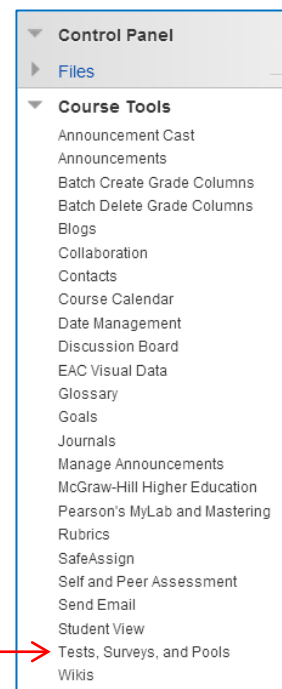 Control Panel
Files
Course Tools
Announcement Cast
Announcements
Batch Create Grade Columns
Batch Delete Grade Columns
Blogs
Collaboration
Contacts
Course Calendar
Date Management
Discussion Board
EAC Visual Data
Glossary
Goals
Journals
Manage Announcements
McGraw-Hill Higher Education
Pearson's MyLab and Mastering
Rubrics
SafeAssign
Self and Peer Assessment
Send Email
Student View
Tests, Surveys, and Pools
Wikis